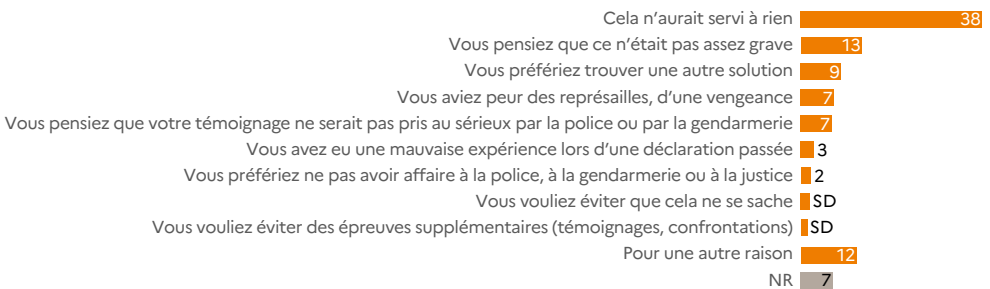 Cela n'aurait servi à rien 38
Vous pensiez que ce n'était pas assez grave 13
Vous préfériez trouver une autre solution 9
Vous aviez peur des représailles, d'une vengeance 7
Vous pensiez que votre témoignage ne serait pas pris au sérieux par la police ou par la gendarmerie 7
Vous avez eu une mauvaise expérience lors d'une déclaration passée 3
Vous préfériez ne pas avoir affaire à la police, à la gendarmerie ou à la justice 2
Vous vouliez éviter que cela ne se sache SD
Vous vouliez éviter des épreuves supplémentaires (témoignages, confrontations) SD
Pour une autre raison 12
NR 7